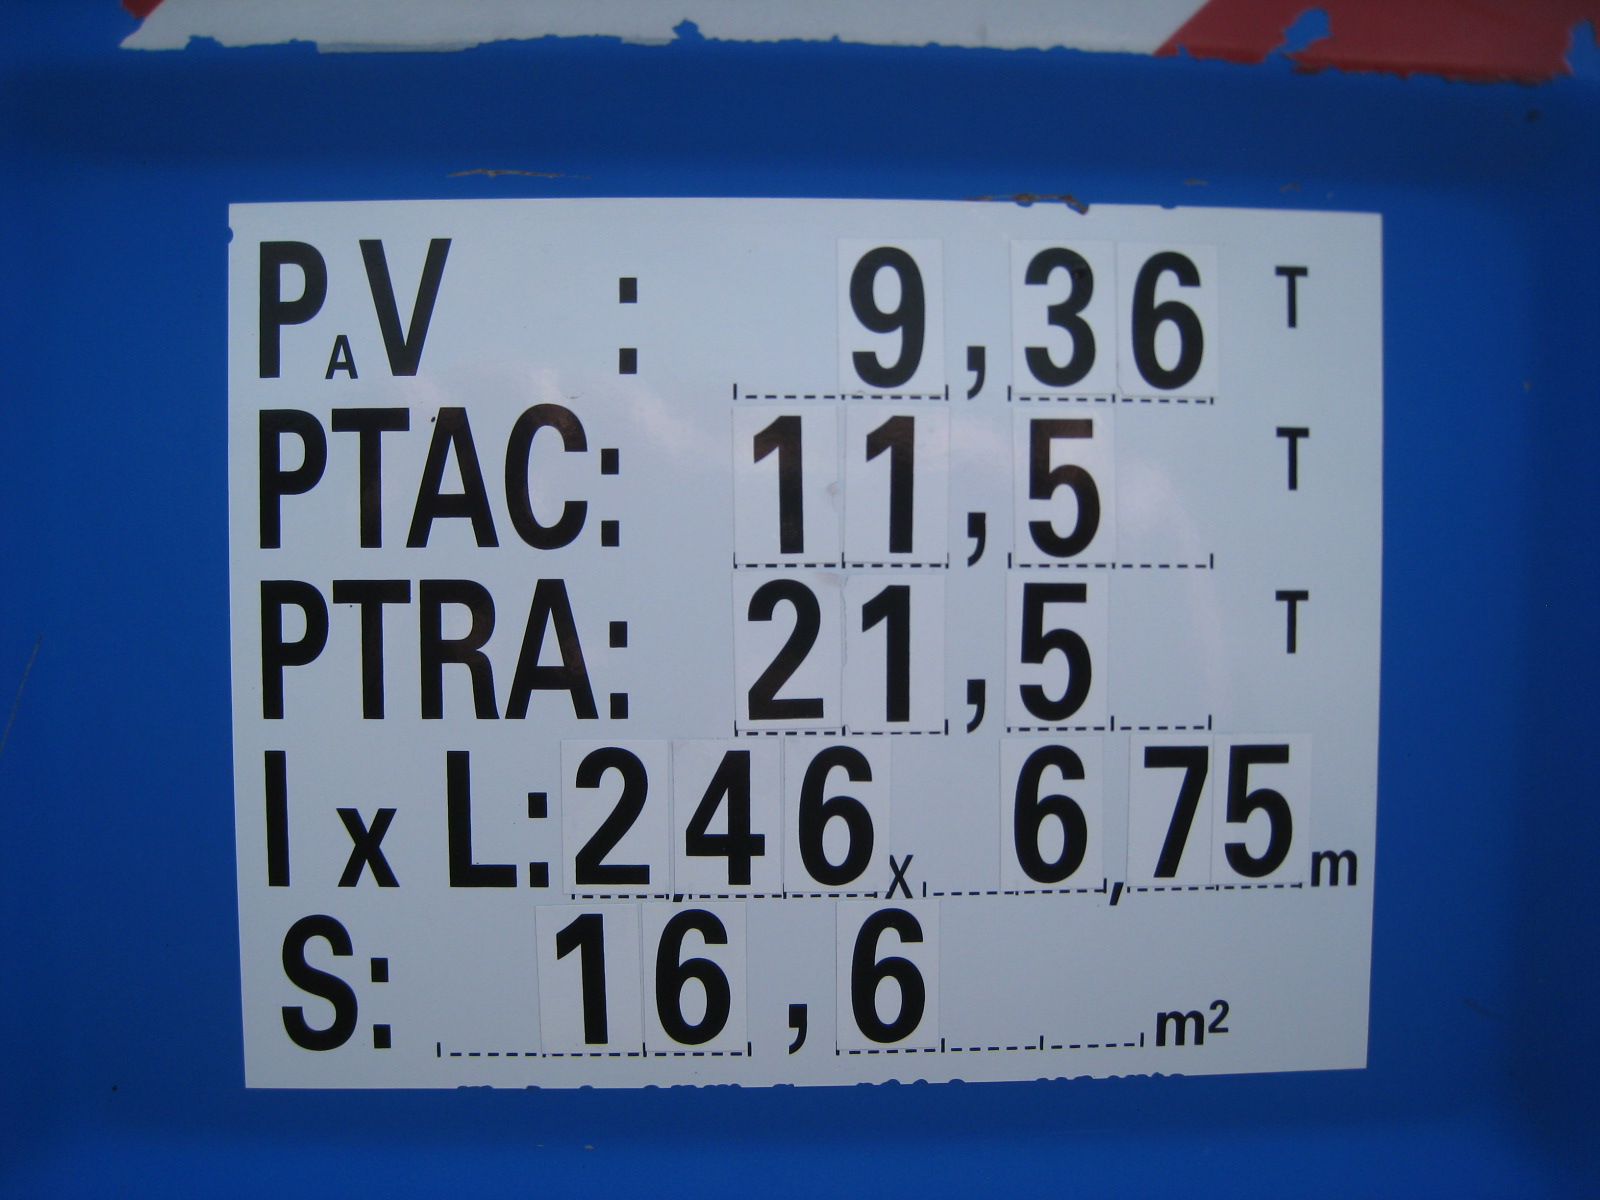 PAV : 9,36 T
PTAC: 11,5 T
PTRA: 21,5 T
l x L: 2,46 x 6,75 m
S: 16,6 m²